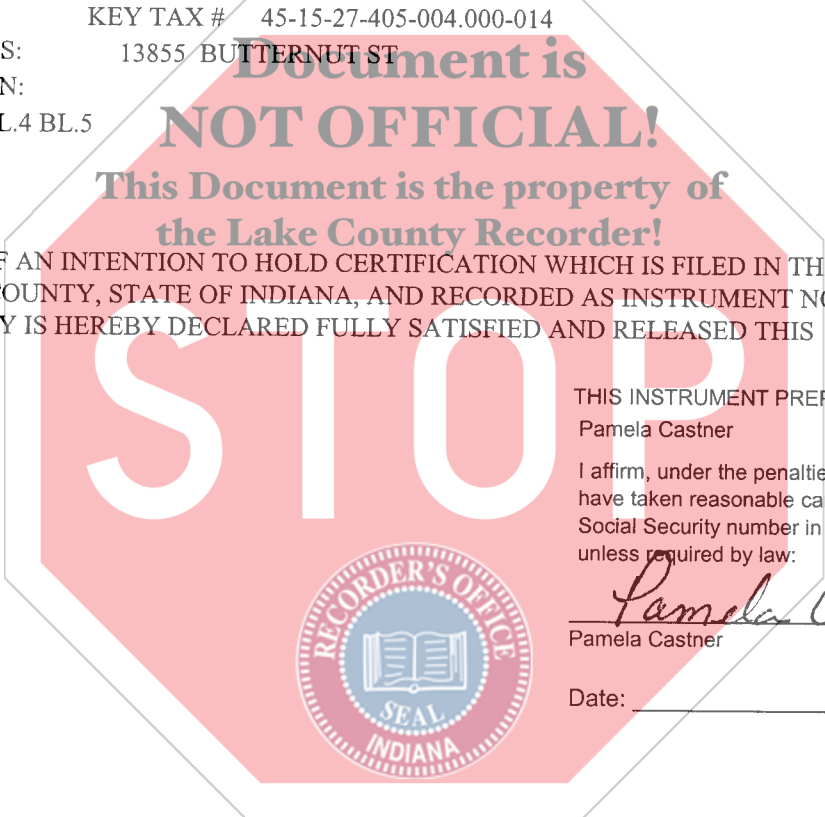 KEY TAX # 45-15-27-405-004.000-014
S: 13855 BUTTERNUT ST
N:
L.4 BL.5
Document is
NOT OFFICIAL!
This Document is the property of
the Lake County Recorder!
F AN INTENTION TO HOLD CERTIFICATION WHICH IS FILED IN TH
COUNTY, STATE OF INDIANA, AND RECORDED AS INSTRUMENT NO
Y IS HEREBY DECLARED FULLY SATISFIED AND RELEASED THIS
STOP
THIS INSTRUMENT PREP
Pamela Castner
I affirm, under the penaltie
have taken reasonable ca
Social Security number in
unless required by law:
Pamela C
Pamela Castner
Date:
RECORDER'S OFFICE
SEAL
INDIANA